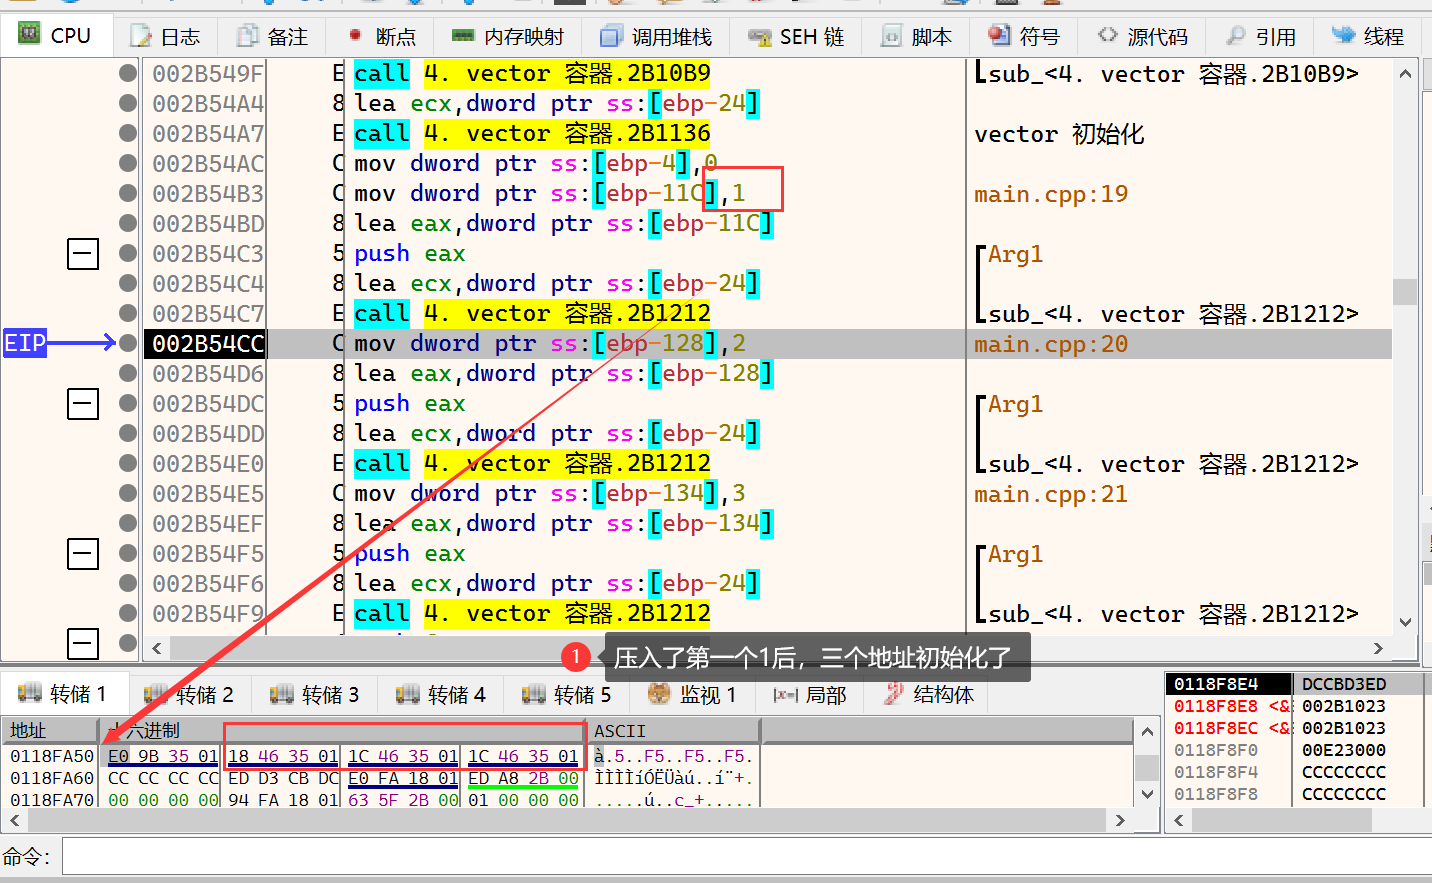 CPU 日志 备注 断点 内存映射 调用堆栈 SEH 链 脚本 符号 源代码 引用 线程
002B549F E call 4. vector 容器.2B10B9 sub_<4. vector 容器.2B10B9>
002B54A4 8 lea ecx,dword ptr ss:[ebp-24]
002B54A7 E call 4. vector 容器.2B1136 vector 初始化
002B54AC C mov dword ptr ss:[ebp-4],0
002B54B3 C mov dword ptr ss:[ebp-11C],1 main.cpp:19
002B54BD 8 lea eax,dword ptr ss:[ebp-11C]
002B54C3 5 push eax Arg1
002B54C4 8 lea ecx,dword ptr ss:[ebp-24]
002B54C7 E call 4. vector 容器.2B1212 sub_<4. vector 容器.2B1212>
EIP 002B54CC C mov dword ptr ss:[ebp-128],2 main.cpp:20
002B54D6 8 lea eax,dword ptr ss:[ebp-128]
002B54DC 5 push eax Arg1
002B54DD 8 lea ecx,dword ptr ss:[ebp-24]
002B54E0 E call 4. vector 容器.2B1212 sub_<4. vector 容器.2B1212>
002B54E5 C mov dword ptr ss:[ebp-134],3 main.cpp:21
002B54EF 8 lea eax,dword ptr ss:[ebp-134]
002B54F5 5 push eax Arg1
002B54F6 8 lea ecx,dword ptr ss:[ebp-24]
002B54F9 E call 4. vector 容器.2B1212 sub_<4. vector 容器.2B1212>
1 压入了第一个1后，三个地址初始化了
转储 1 转储 2 转储 3 转储 4 转储 5 监视 1 局部 结构体
地址 十六进制 ASCII
0118FA50 E0 9B 35 01 18 46 35 01 1C 46 35 01 1C 46 35 01 à.5..F5..F5..F5.
0118FA60 CC CC CC CC ED D3 CB DC E0 FA 18 01 ED A8 2B 00 ÌÌÌÌíÓËÜàú..í¨+.
0118FA70 00 00 00 00 94 FA 18 01 63 5F 2B 00 01 00 00 00 .....ú..c_+.....
0118F8E4 DCCBD3ED
0118F8E8 <& 002B1023
0118F8EC <& 002B1023
0118F8F0 00E23000
0118F8F4 CCCCCCCC
0118F8F8 CCCCCCCC
命令：